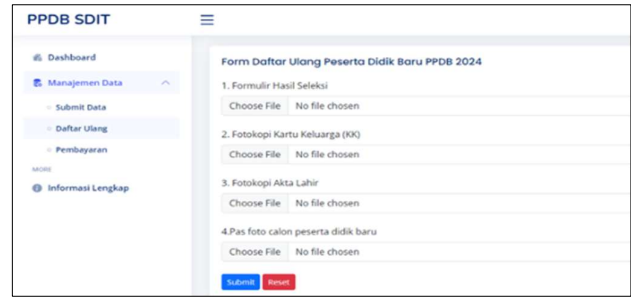 PPDB SDIT
Dashboard
Manajemen Data
Submit Data
Daftar Ulang
Pembayaran
MORE
Informasi Lengkap
Form Daftar Ulang Peserta Didik Baru PPDB 2024
1. Formulir Hasil Seleksi
Choose File No file chosen
2. Fotokopi Kartu Keluarga (KK)
Choose File No file chosen
3. Fotokopi Akta Lahir
Choose File No file chosen
4.Pas foto calon peserta didik baru
Choose File No file chosen
Submit Reset